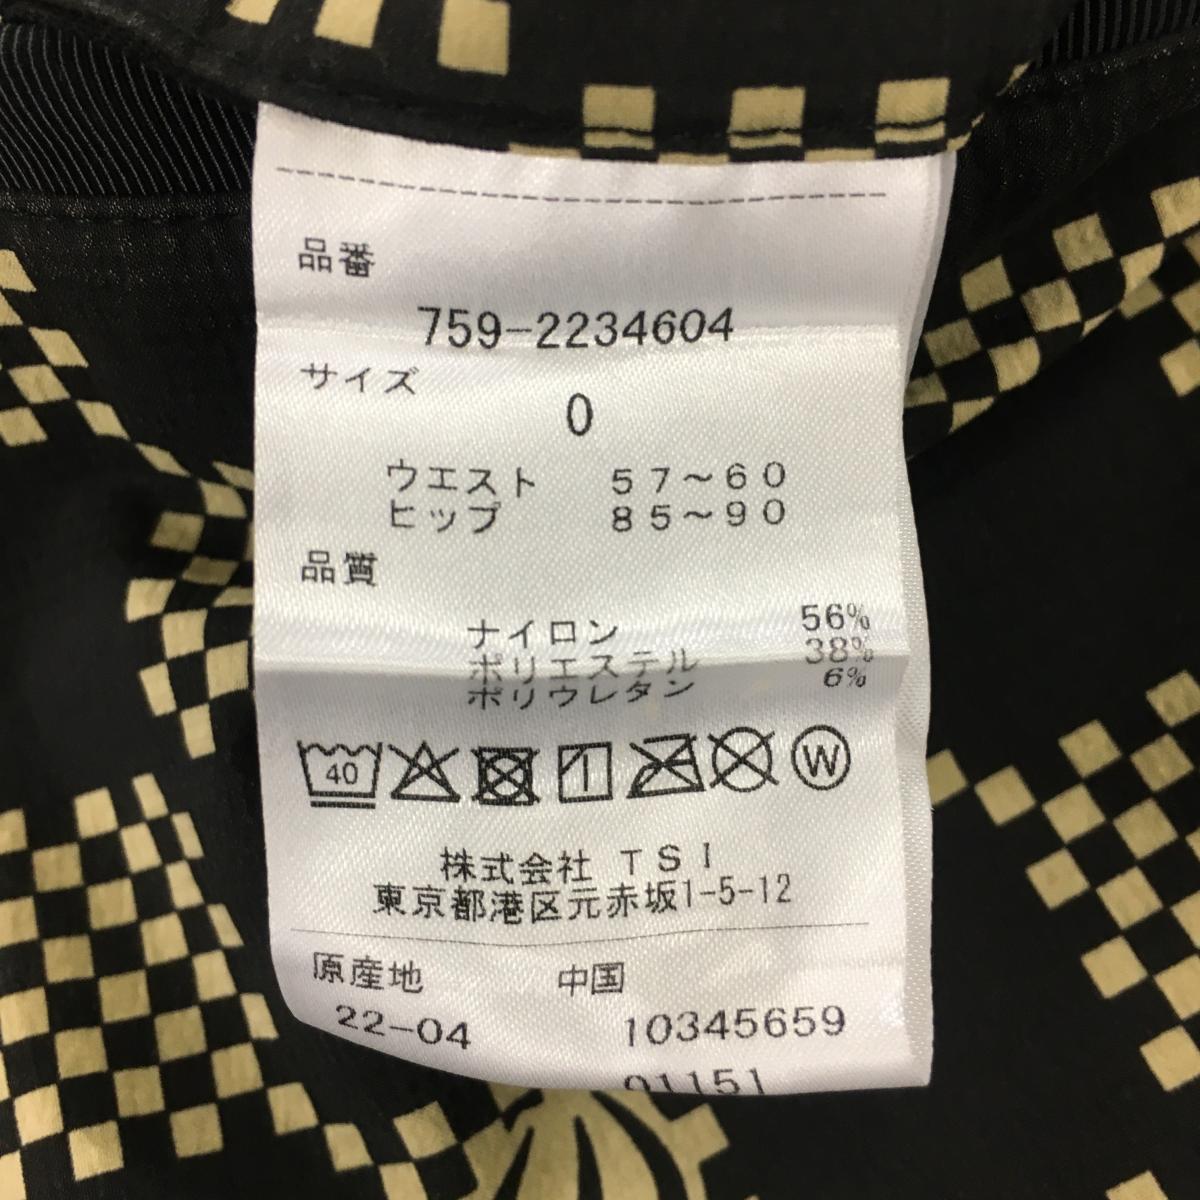 品番
759-2234604
サイズ
0
ウエスト 57～60
ヒップ 85～90
品質
ナイロン 56%
ポリエステル 38%
ポリウレタン 6%
40 W
株式会社 TSI
東京都港区元赤坂1-5-12
原産地 中国
22-04 10345659
01151